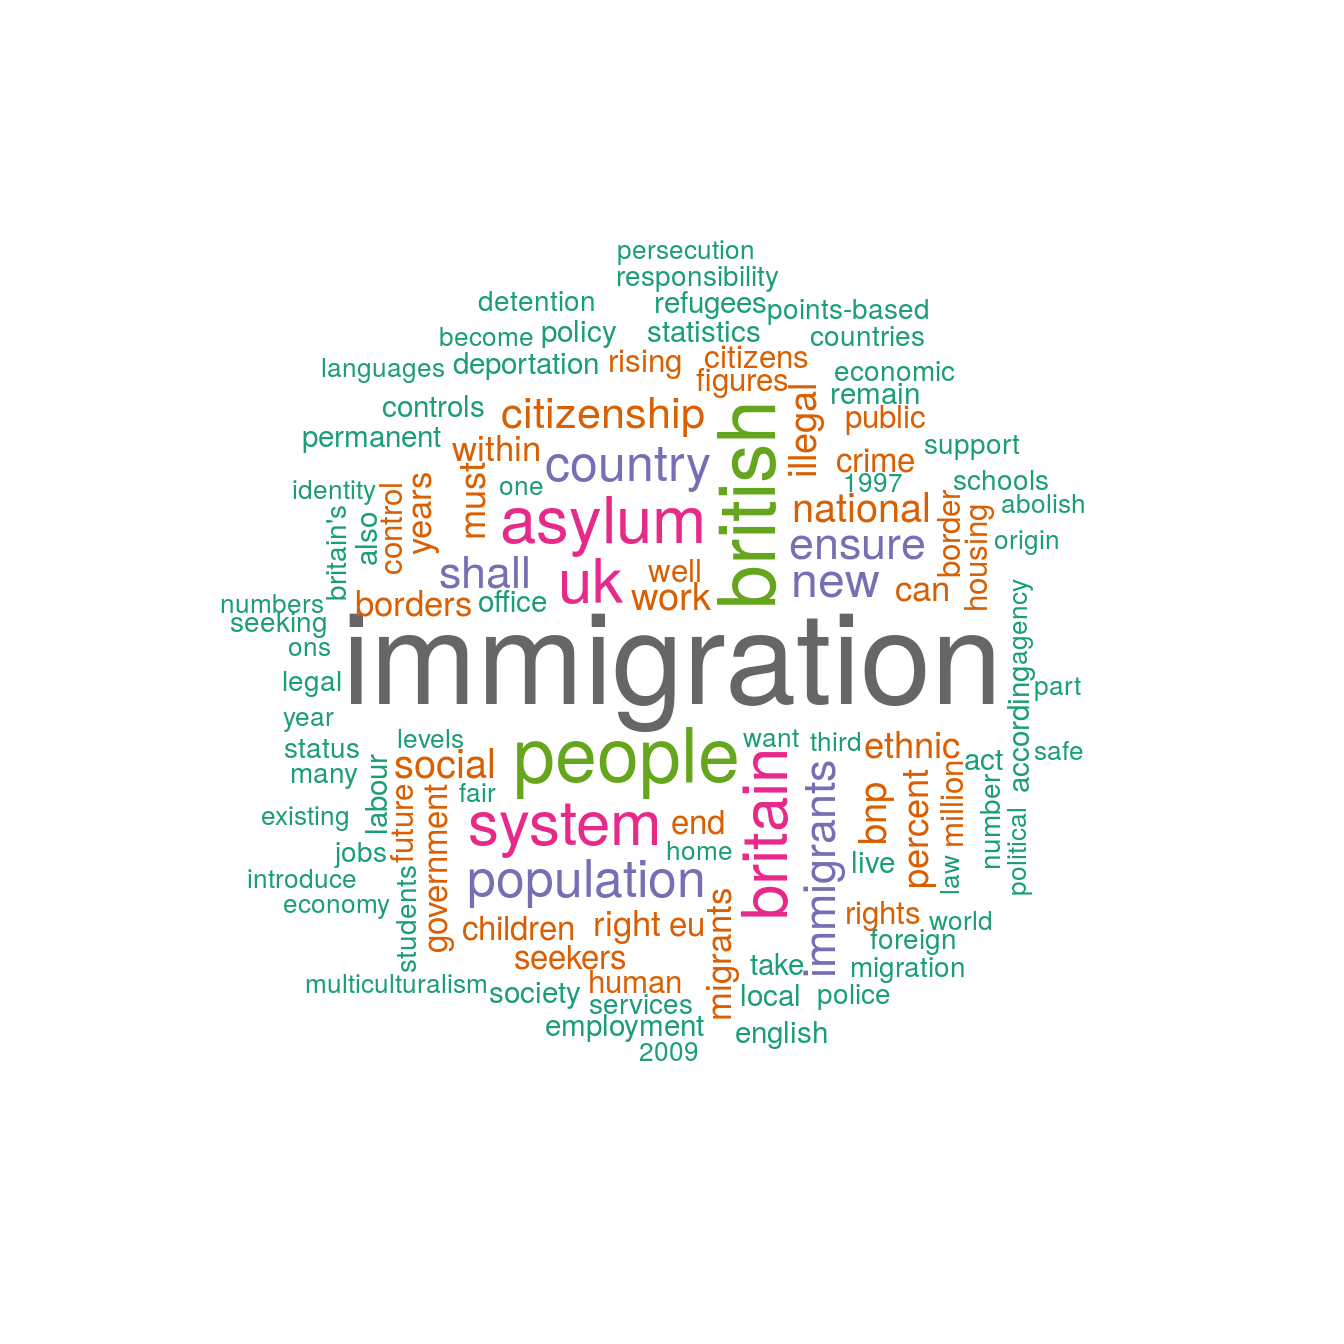 persecution
responsibility
detention
refugees
points-based
become
policy
statistics
countries
languages
deportation
rising
citizens
figures
economic
remain
controls
citizenship
illegal
public
permanent
within
country
british
crime
support
identity
must
one
1997
schools
britain's
also
control
years
asylum
national
border
housing
abolish
origin
ensure
shall
uk
well
new
can
numbers
borders
office
work
seeking
ons
immigration
agency
according
legal
part
year
status
levels
people
want
third
ethnic
act
safe
many
labour
social
fair
future
government
system
end
britain
immigrants
bnp
percent
million
number
political
existing
jobs
home
live
law
introduce
population
economy
students
children
right
eu
migrants
rights
world
foreign
seekers
take
migration
multiculturalism
society
human
services
local
police
employment
english
2009